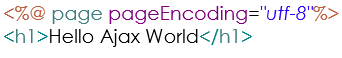 <%@ page pageEncoding="utf-8"%>
<h1>Hello Ajax World</h1>